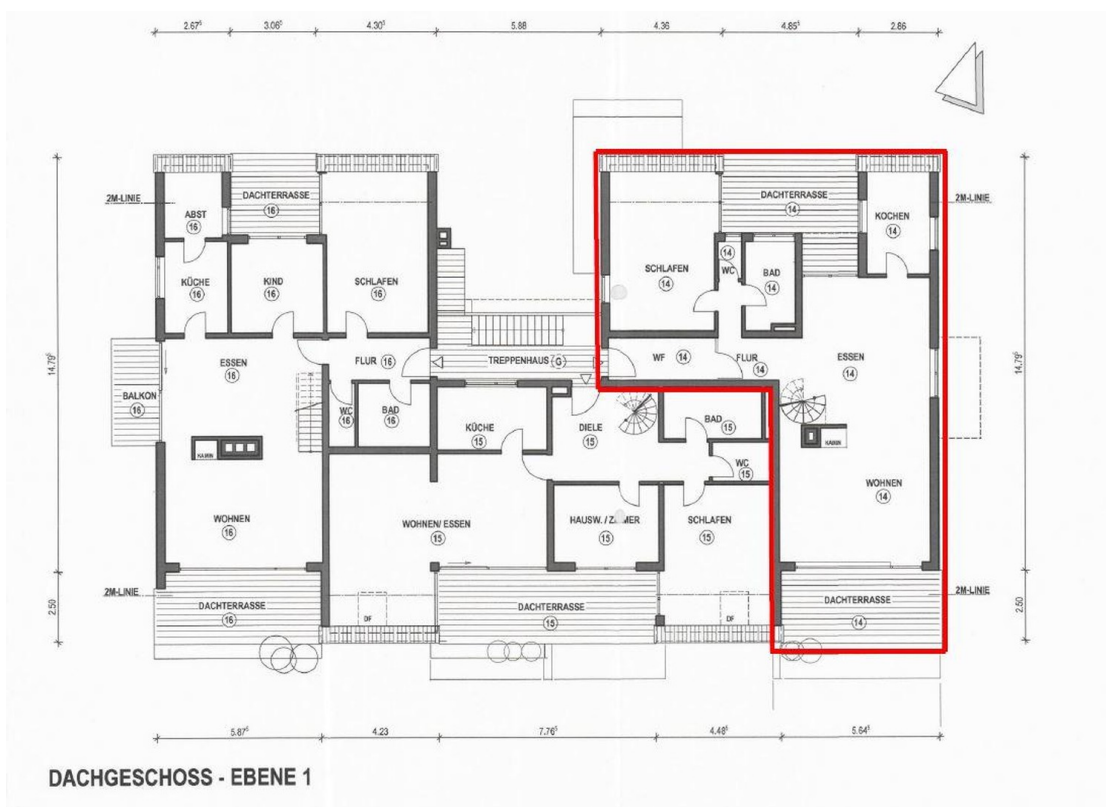 2.67⁵ 3.06⁵ 4.30⁵ 5.88 4.36 4.85⁵ 2.86
2M-LINIE DACHTERRASSE 16 DACHTERRASSE 14 2M-LINIE
ABST 16 KOCHEN 14
KÜCHE 16 KIND 16 SCHLAFEN 16 SCHLAFEN 14 14 WC BAD 14
14.79⁵ ESSEN 16 FLUR 16 TREPPENHAUS G WF 14 FLUR 14 ESSEN 14 14.79⁵
BALKON 16 WC 16 BAD 16 KÜCHE 15 DIELE 15 BAD 15
KAMIN KAMIN
WC 15
WOHNEN 14
WOHNEN 16 WOHNEN/ ESSEN 15 HAUSW. / 15 SCHLAFEN 15
2M-LINIE 2M-LINIE
2.50 DACHTERRASSE 16 DF DACHTERRASSE 15 DF DACHTERRASSE 14 2.50
5.87⁵ 4.23 7.76⁵ 4.48⁵ 5.64⁵
DACHGESCHOSS - EBENE 1